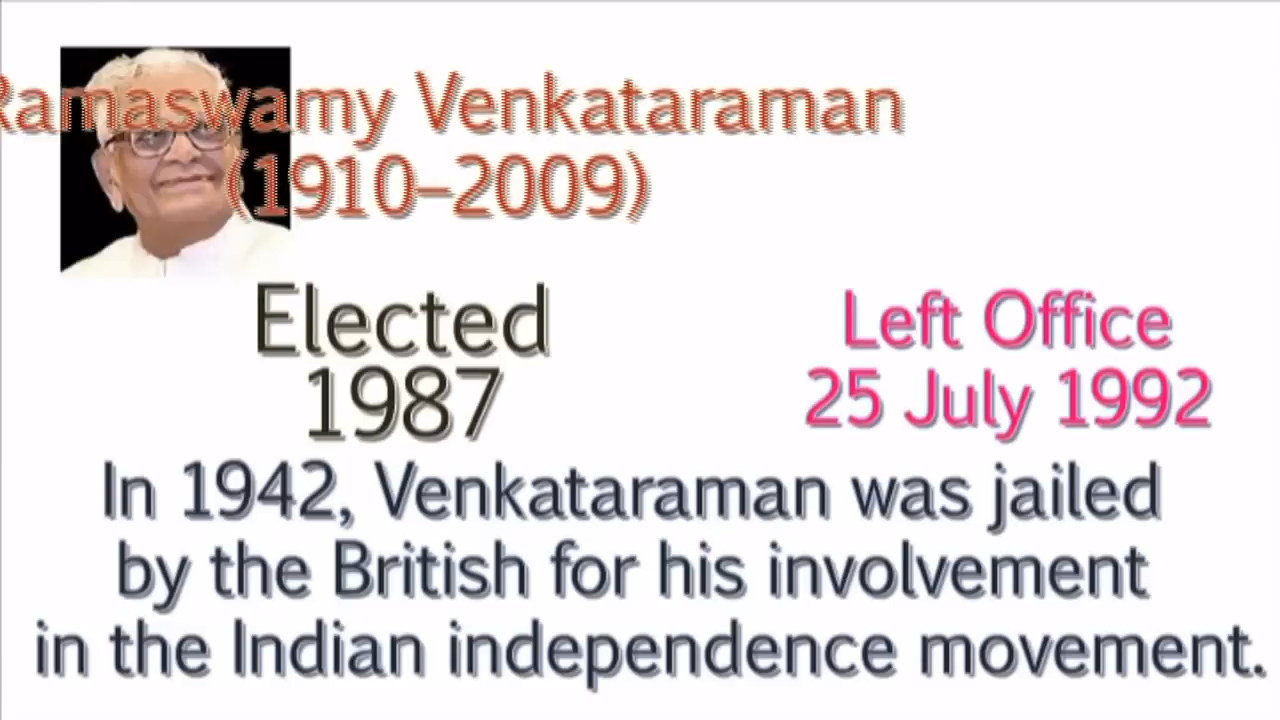 Ramaswamy Venkataraman
(1910–2009)
Elected
1987
Left Office
25 July 1992
In 1942, Venkataraman was jailed
by the British for his involvement
in the Indian independence movement.